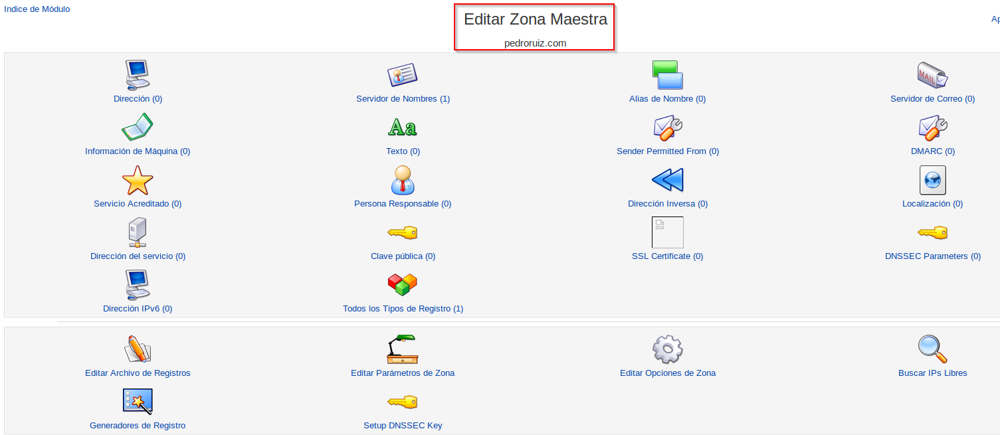 Indice de Módulo
Editar Zona Maestra
Ap
pedroruiz.com
Dirección (0)
Servidor de Nombres (1)
Alias de Nombre (0)
MAIL
Servidor de Correo (0)
Aa
Información de Máquina (0)
Texto (0)
Sender Permitted From (0)
DMARC (0)
Servicio Acreditado (0)
Persona Responsable (0)
Dirección Inversa (0)
Localización (0)
Dirección del servicio (0)
Clave pública (0)
SSL Certificate (0)
DNSSEC Parameters (0)
Dirección IPv6 (0)
Todos los Tipos de Registro (1)
Editar Archivo de Registros
Editar Parámetros de Zona
Editar Opciones de Zona
Buscar IPs Libres
Generadores de Registro
Setup DNSSEC Key